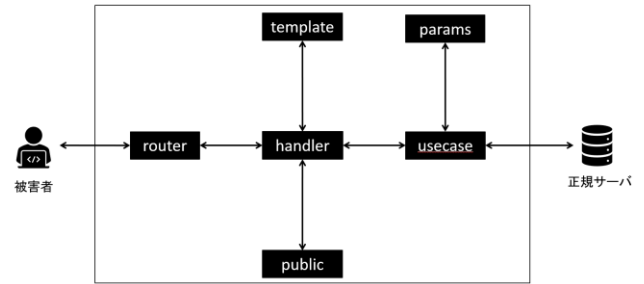 template
params
router
handler
usecase
被害者
正規サーバ
public